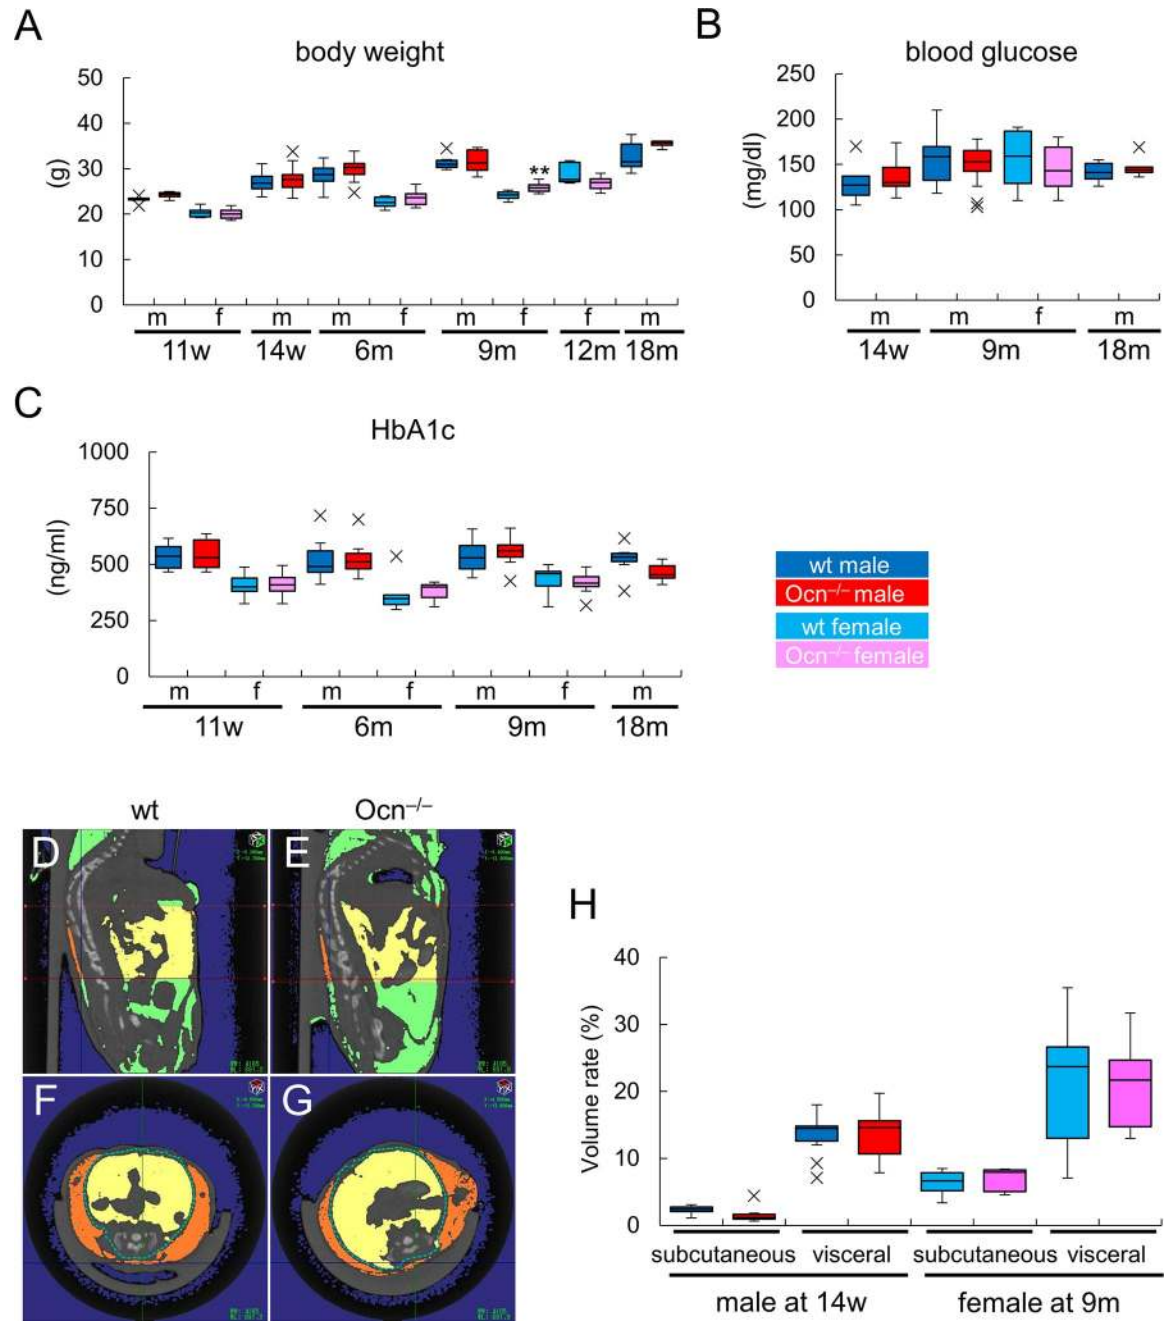 A
body weight
(g)
50
40
30
20
10
0
**
m f m m f m f f m
11w 14w 6m 9m 12m 18m
B
blood glucose
(mg/dl)
250
200
150
100
50
0
m m f m
14w 9m 18m
C
HbA1c
(ng/ml)
1000
750
500
250
0
m f m f m f m
11w 6m 9m 18m
wt male
Ocn⁻/⁻ male
wt female
Ocn⁻/⁻ female
wt Ocn⁻/⁻
D E
F G
H
Volume rate (%)
40
30
20
10
0
subcutaneous visceral subcutaneous visceral
male at 14w female at 9m